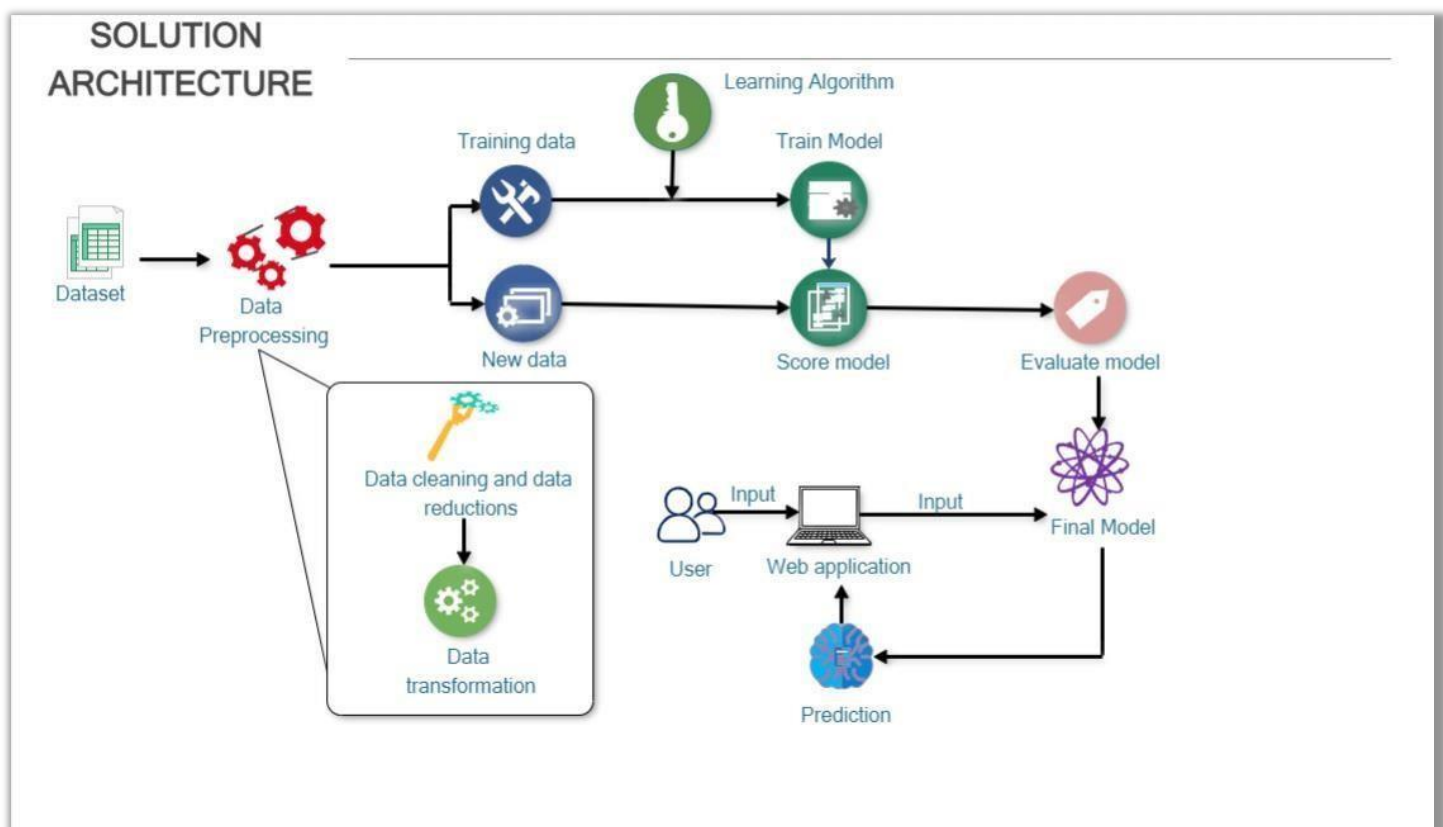 SOLUTION
ARCHITECTURE
Learning Algorithm
Training data
Train Model
Dataset
Data
Preprocessing
New data
Score model
Evaluate model
Data cleaning and data
reductions
Data
transformation
Input
Input
User
Web application
Final Model
Prediction